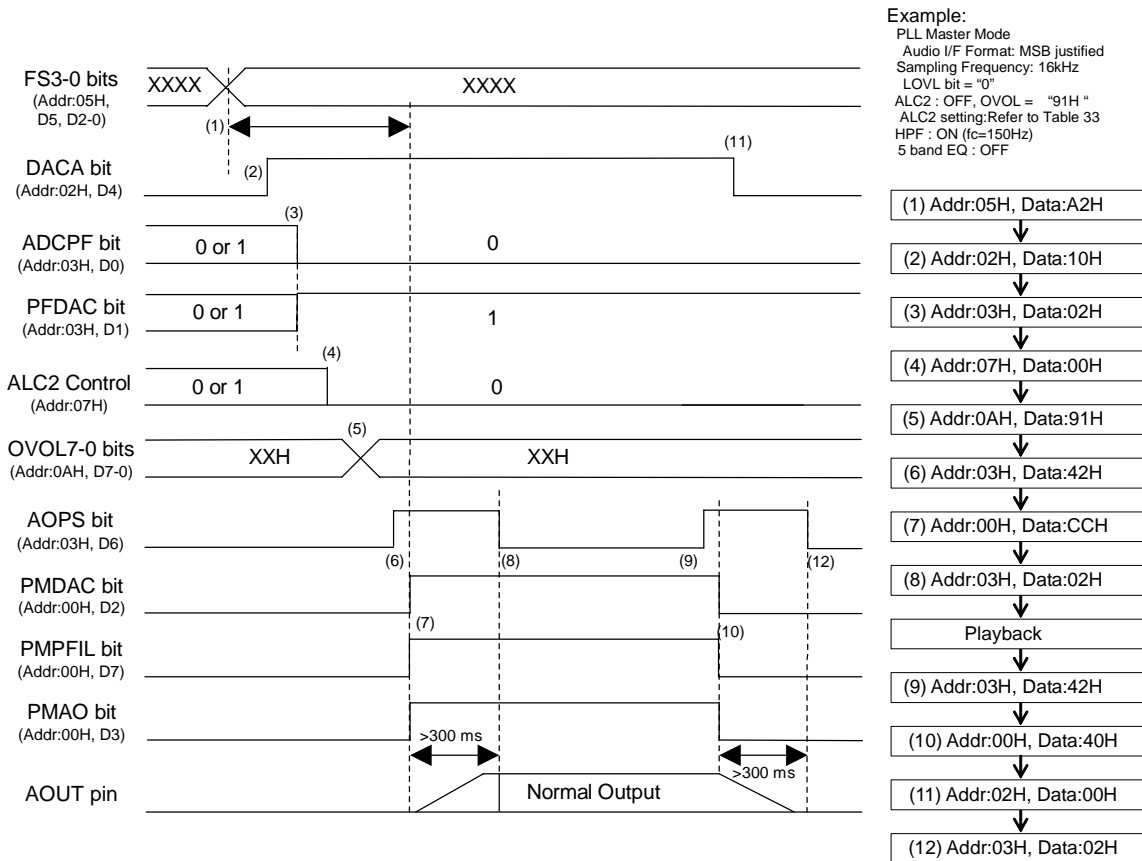 Example:
PLL Master Mode
Audio I/F Format: MSB justified
Sampling Frequency: 16kHz
LOVL bit = “0”
ALC2 : OFF, OVOL = “91H “
ALC2 setting:Refer to Table 33
HPF : ON (fc=150Hz)
5 band EQ : OFF
FS3-0 bits
(Addr:05H,
D5, D2-0)
XXXX
XXXX
(1)
DACA bit
(Addr:02H, D4)
(2)
(11)
ADCPF bit
(Addr:03H, D0)
(3)
0 or 1
0
PFDAC bit
(Addr:03H, D1)
0 or 1
1
ALC2 Control
(Addr:07H)
(4)
0 or 1
0
OVOL7-0 bits
(Addr:0AH, D7-0)
(5)
XXH
XXH
AOPS bit
(Addr:03H, D6)
(6)
(8)
(9)
(12)
PMDAC bit
(Addr:00H, D2)
(7)
(10)
PMPFIL bit
(Addr:00H, D7)
PMAO bit
(Addr:00H, D3)
>300 ms
>300 ms
AOUT pin
Normal Output
(1) Addr:05H, Data:A2H
(2) Addr:02H, Data:10H
(3) Addr:03H, Data:02H
(4) Addr:07H, Data:00H
(5) Addr:0AH, Data:91H
(6) Addr:03H, Data:42H
(7) Addr:00H, Data:CCH
(8) Addr:03H, Data:02H
Playback
(9) Addr:03H, Data:42H
(10) Addr:00H, Data:40H
(11) Addr:02H, Data:00H
(12) Addr:03H, Data:02H